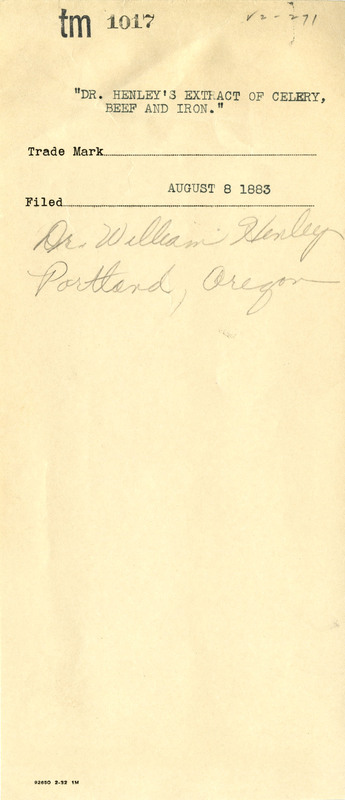 tm 1017 V2-271
"DR. HENLEY'S EXTRACT OF CELERY,
BEEF AND IRON."
Trade Mark
AUGUST 8 1883
Filed
Dr. William Henley
Portland, Oregon
92650 2-32 1M